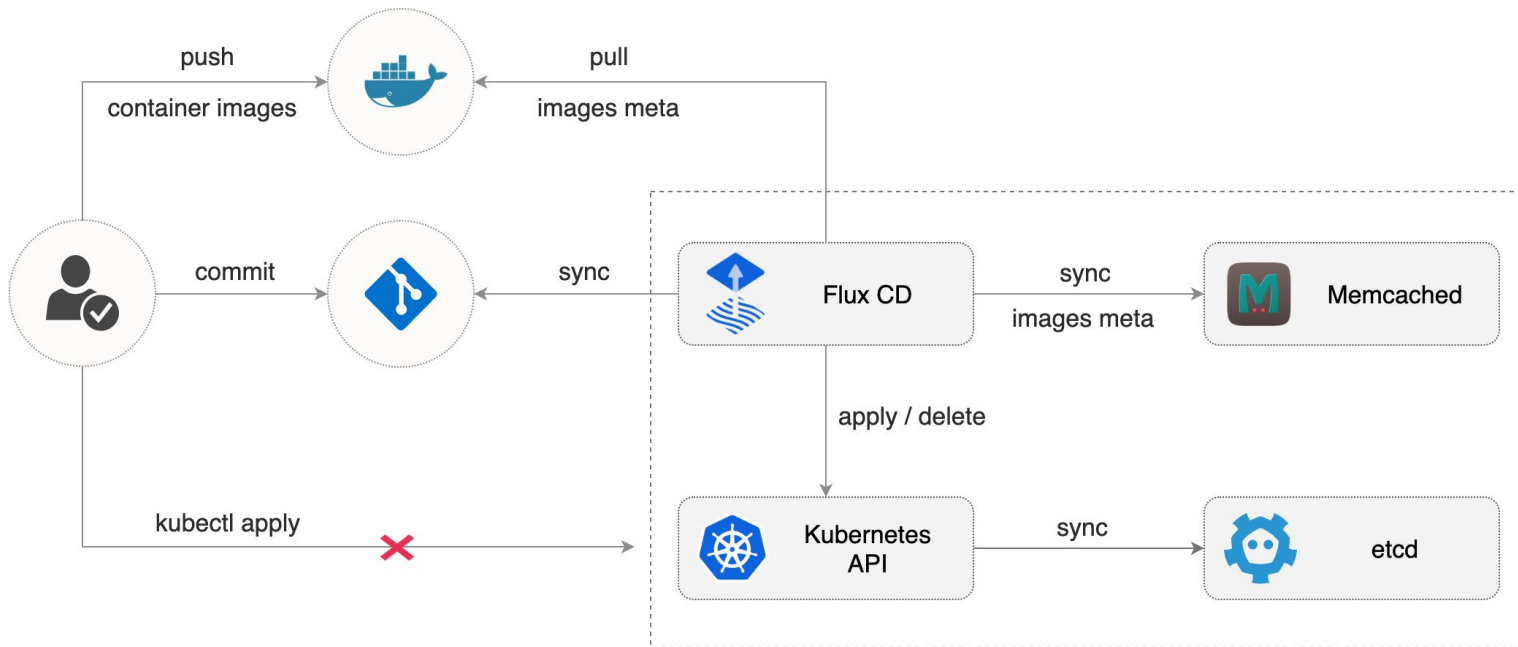 push
container images
pull
images meta
commit
sync
Flux CD
sync
images meta
Memcached
apply / delete
kubectl apply
Kubernetes
API
sync
etcd